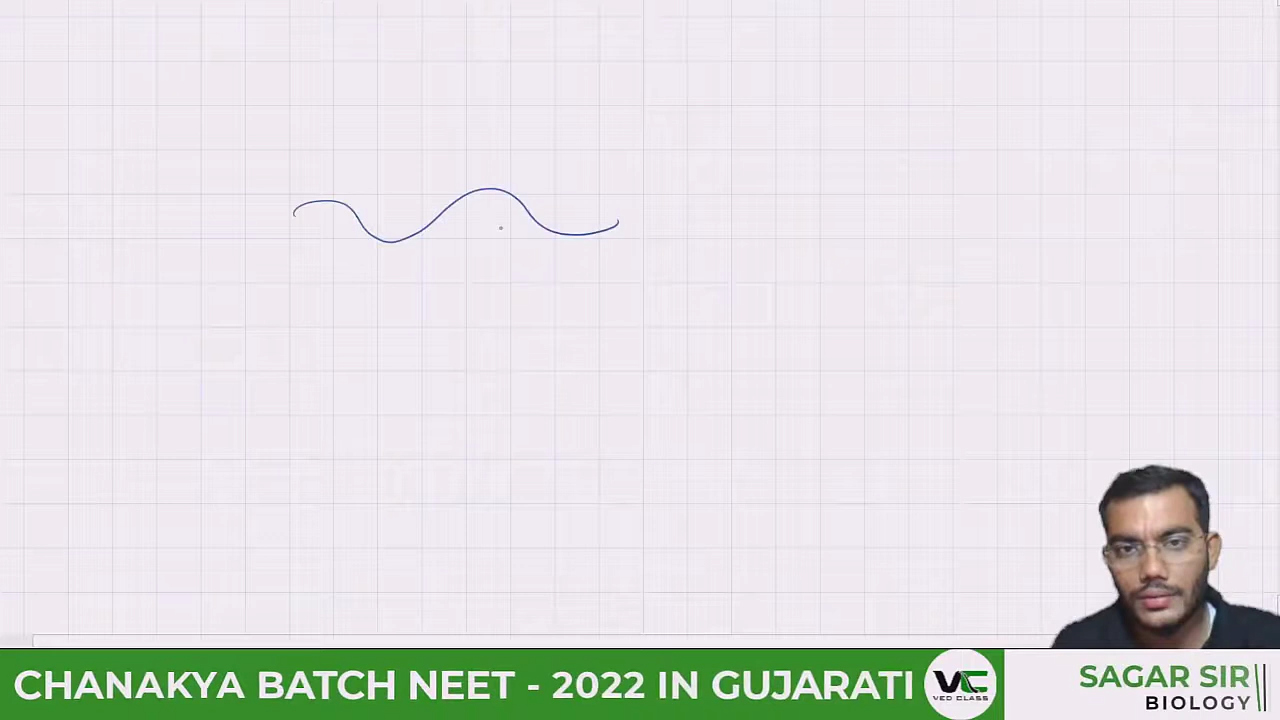 CHANAKYA BATCH NEET - 2022 IN GUJARATI
VC
VED CLASS
SAGAR SIR
BIOLOGY